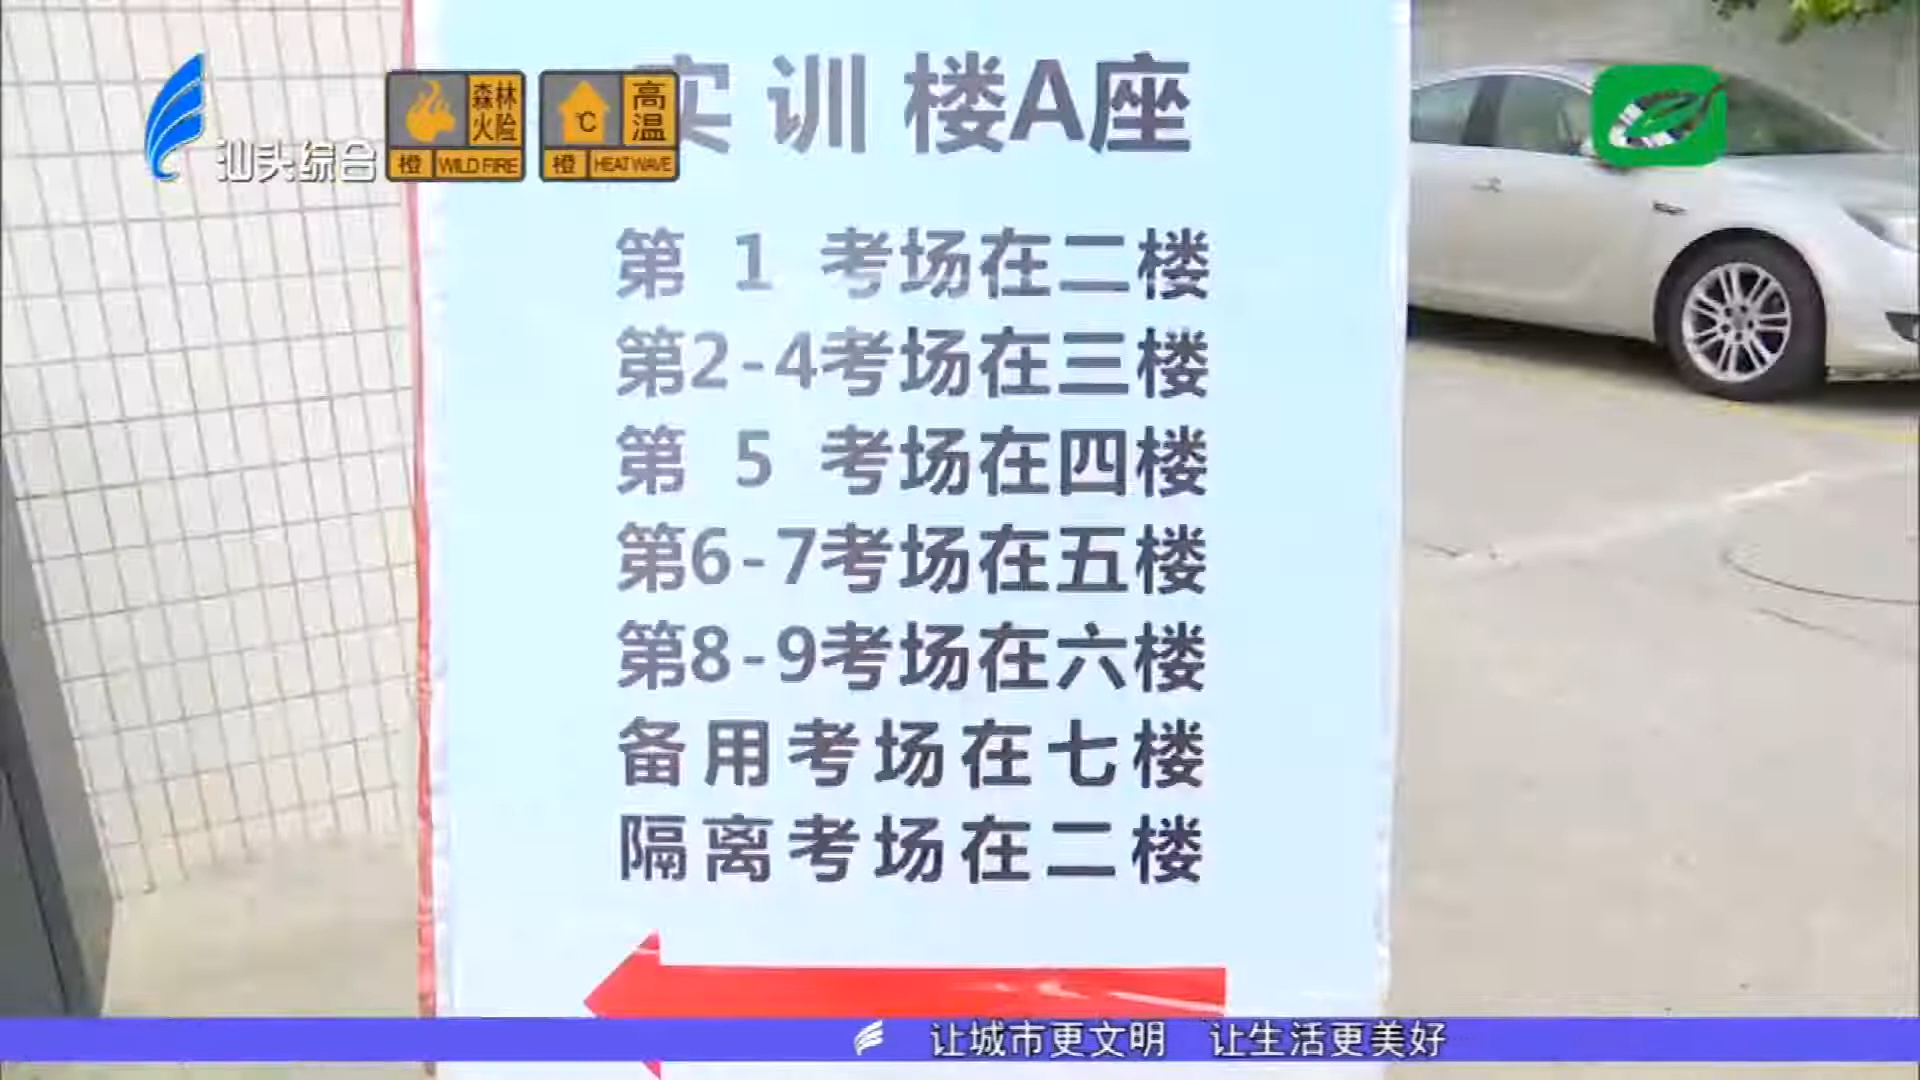 实训楼A座
汕头综合
森林火险
橙 WILD FIRE
℃
高温
橙 HEAT WAVE
第 1 考场在二楼
第2-4考场在三楼
第 5 考场在四楼
第6-7考场在五楼
第8-9考场在六楼
备用考场在七楼
隔离考场在二楼
让城市更文明 让生活更美好